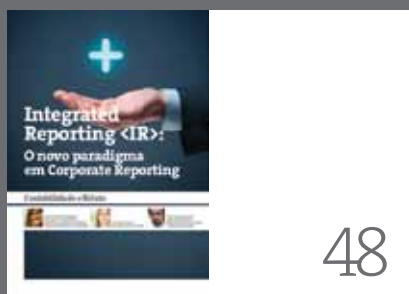 Integrated
Reporting <IR>:
O novo paradigma
em Corporate Reporting
Contabilidade e Relato
48